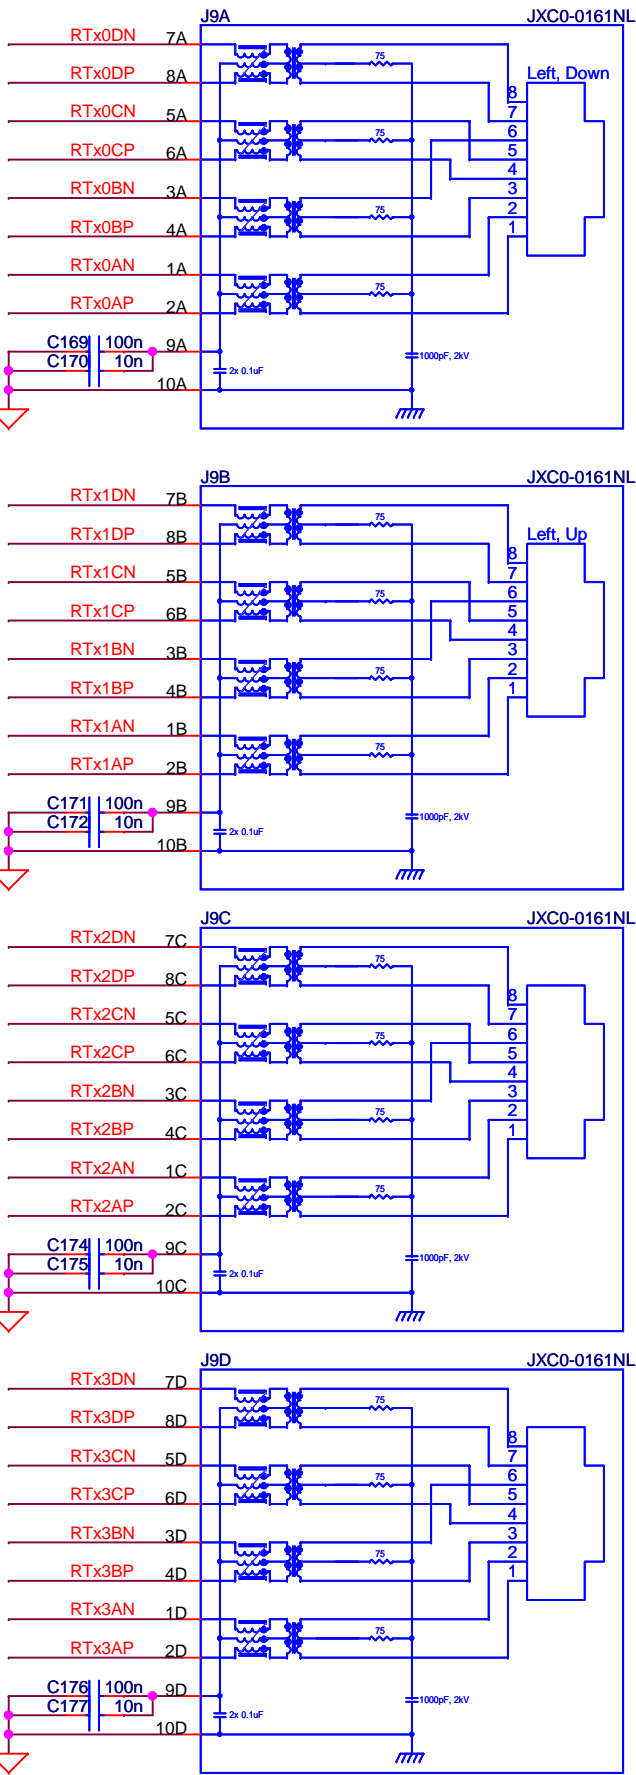 J9A JXC0-0161NL
RTx0DN 7A
75
RTx0DP 8A
Left, Down
8
RTx0CN 5A
7
75
6
RTx0CP 6A
5
4
RTx0BN 3A
3
75
2
RTx0BP 4A
1
RTx0AN 1A
75
RTx0AP 2A
C169 100n 9A
C170 10n
1000pF, 2kV
2x 0.1uF
10A
J9B JXC0-0161NL
RTx1DN 7B
75
RTx1DP 8B
Left, Up
8
RTx1CN 5B
7
75
6
RTx1CP 6B
5
4
RTx1BN 3B
3
75
2
RTx1BP 4B
1
RTx1AN 1B
75
RTx1AP 2B
C171 100n 9B
C172 10n
1000pF, 2kV
2x 0.1uF
10B
J9C JXC0-0161NL
RTx2DN 7C
75
RTx2DP 8C
8
RTx2CN 5C
7
75
6
RTx2CP 6C
5
4
RTx2BN 3C
3
75
2
RTx2BP 4C
1
RTx2AN 1C
75
RTx2AP 2C
C174 100n 9C
C175 10n
1000pF, 2kV
2x 0.1uF
10C
J9D JXC0-0161NL
RTx3DN 7D
75
RTx3DP 8D
8
RTx3CN 5D
7
75
6
RTx3CP 6D
5
4
RTx3BN 3D
3
75
2
RTx3BP 4D
1
RTx3AN 1D
75
RTx3AP 2D
C176 100n 9D
C177 10n
1000pF, 2kV
2x 0.1uF
10D